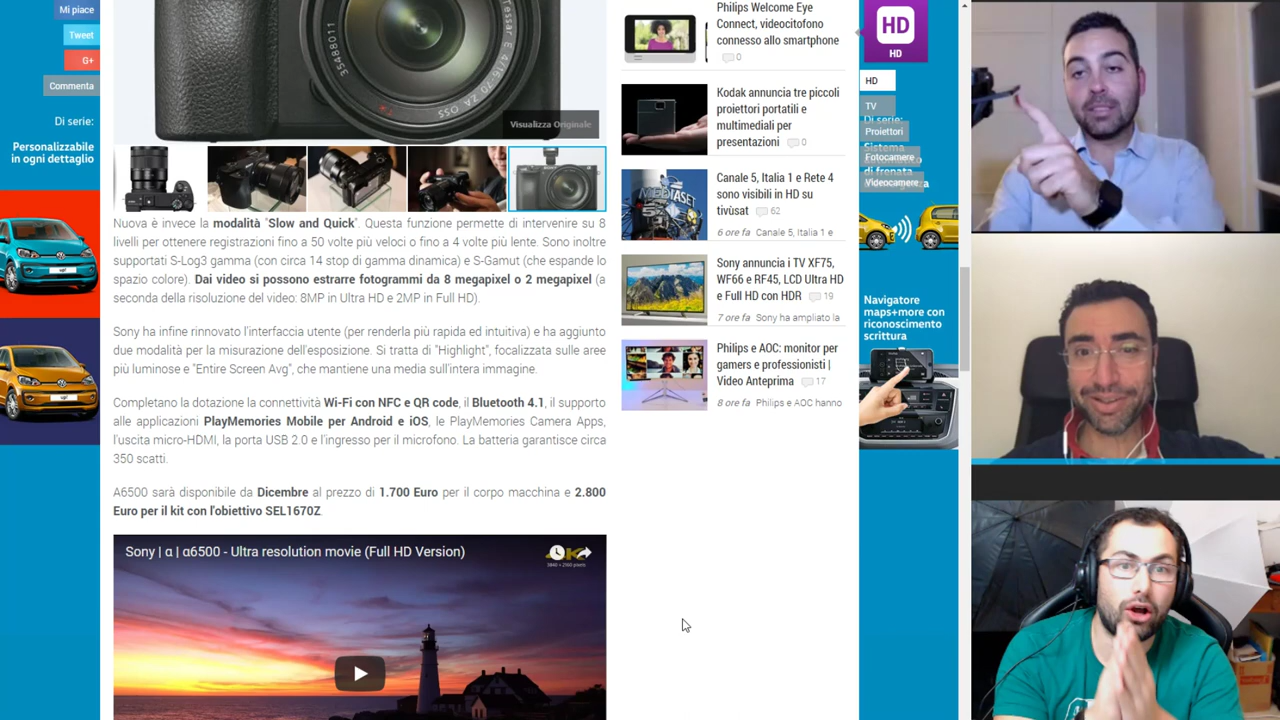 Mi piace
Tweet
G+
Commenta
Di serie:
Personalizzabile
in ogni dettaglio
3548801
Tessar E 4/16-70 ZA OSS
Visualizza Originale
Nuova è invece la modalità "Slow and Quick". Questa funzione permette di intervenire su 8
livelli per ottenere registrazioni fino a 50 volte più veloci o fino a 4 volte più lente. Sono inoltre
supportati S-Log3 gamma (con circa 14 stop di gamma dinamica) e S-Gamut (che espande lo
spazio colore). Dai video si possono estrarre fotogrammi da 8 megapixel o 2 megapixel (a
seconda della risoluzione del video: 8MP in Ultra HD e 2MP in Full HD).
Sony ha infine rinnovato l'interfaccia utente (per renderla più rapida ed intuitiva) e ha aggiunto
due modalità per la misurazione dell'esposizione. Si tratta di "Highlight", focalizzata sulle aree
più luminose e "Entire Screen Avg", che mantiene una media sull'intera immagine.
Completano la dotazione la connettività Wi-Fi con NFC e QR code, il Bluetooth 4.1, il supporto
alle applicazioni PlayMemories Mobile per Android e iOS, le PlayMemories Camera Apps,
l'uscita micro-HDMI, la porta USB 2.0 e l'ingresso per il microfono. La batteria garantisce circa
350 scatti.
A6500 sarà disponibile da Dicembre al prezzo di 1.700 Euro per il corpo macchina e 2.800
Euro per il kit con l'obiettivo SEL1670Z.
Sony | α | α6500 - Ultra resolution movie (Full HD Version)
Philips Welcome Eye
Connect, videocitofono
connesso allo smartphone
0
Kodak annuncia tre piccoli
proiettori portatili e
multimediali per
presentazioni 0
Canale 5, Italia 1 e Rete 4
sono visibili in HD su
tivùsat 62
6 ore fa Canale 5, Italia 1 e
MEDIASET
Sony annuncia i TV XF75,
WF66 e RF45, LCD Ultra HD
e Full HD con HDR 19
7 ore fa Sony ha ampliato la
Philips e AOC: monitor per
gamers e professionisti |
Video Anteprima 17
8 ore fa Philips e AOC hanno
HD
HD
HD
TV
Di serie:
Proiettori
Sistema
Fotocamere
di frenata
Videocamere
Navigatore
maps+more con
riconoscimento
scrittura